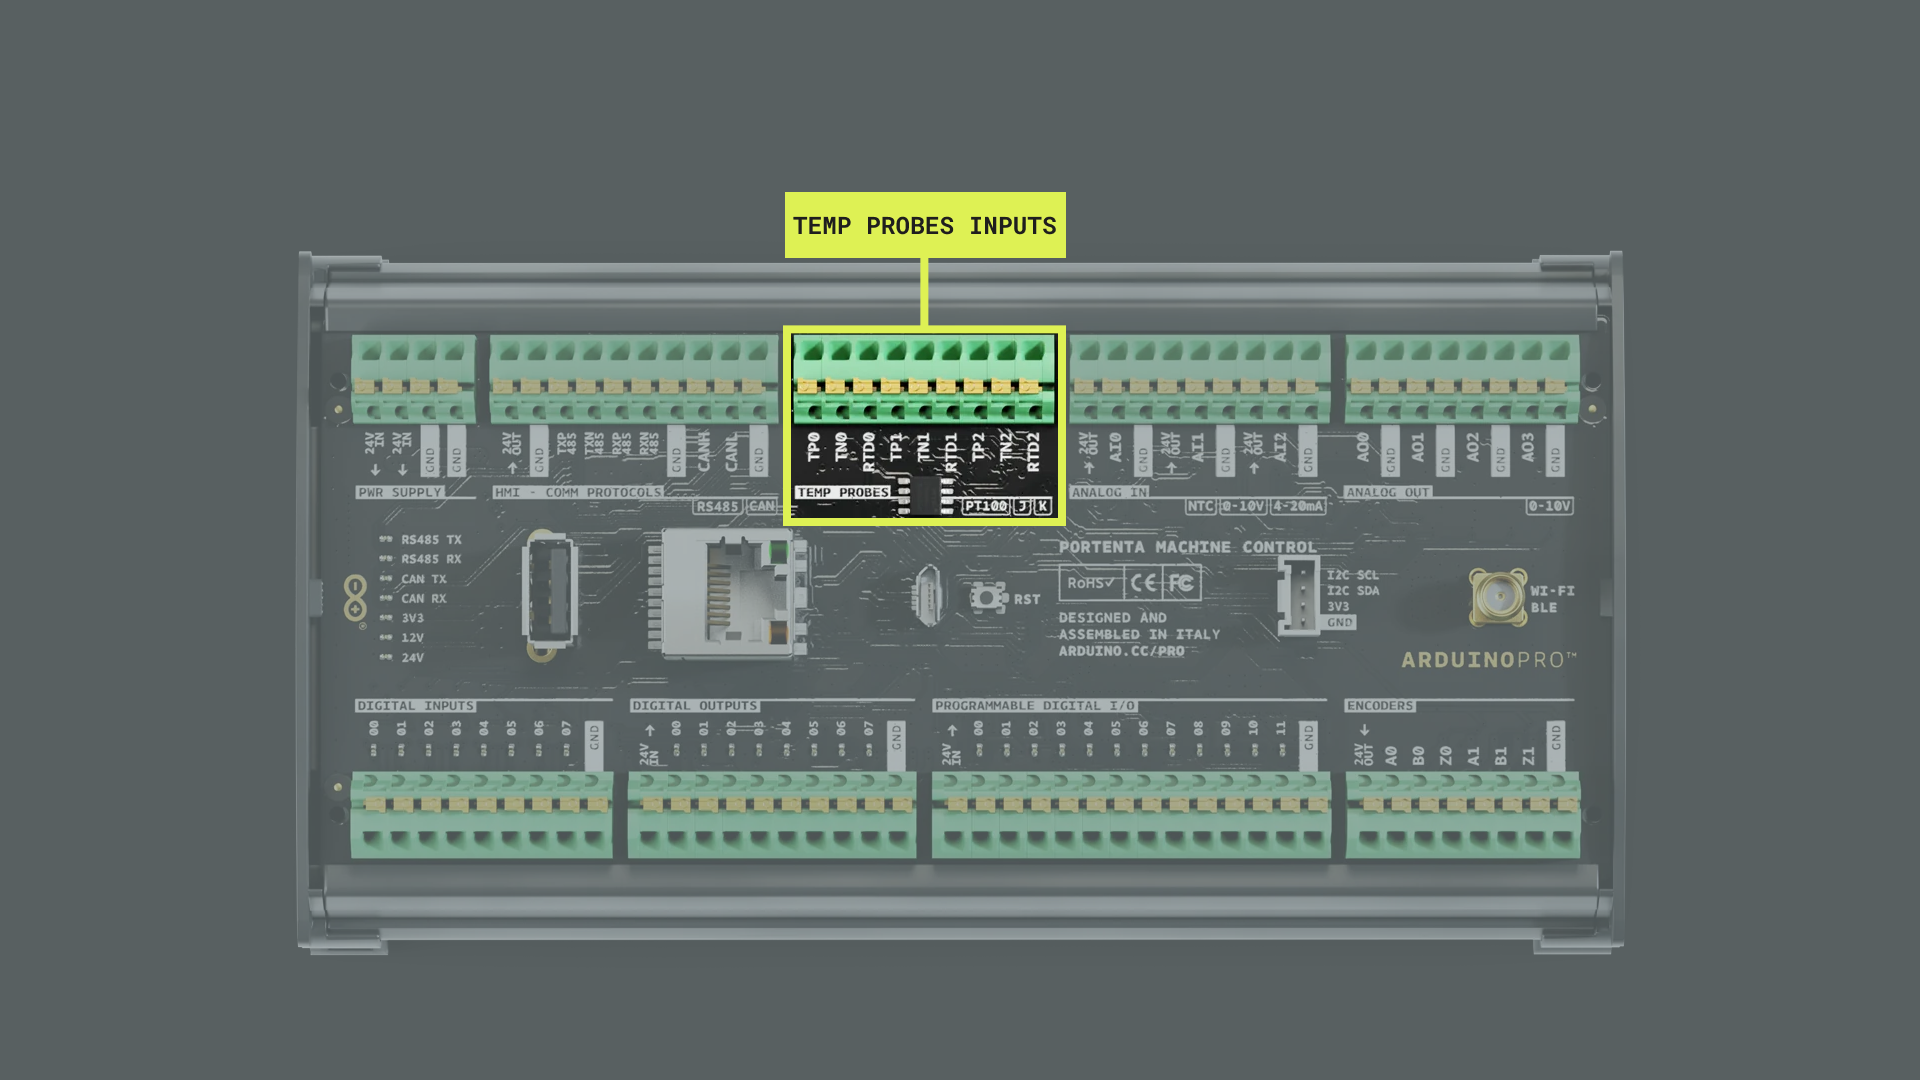 TEMP PROBES INPUTS
24V IN
24V IN
GND
GND
24V OUT
GND
TXP 485
TXN 485
RXP 485
RXN 485
GND
CANH
CANL
GND
TP0
TN0
RTD0
TP1
TN1
RTD1
TP2
TN2
RTD2
24V OUT
AI0
GND
24V OUT
AI1
GND
24V OUT
AI2
GND
AO0
GND
AO1
GND
AO2
GND
AO3
GND
PWR SUPPLY
HMI - COMM PROTOCOLS
RS485 CAN
TEMP PROBES
PT100 J K
ANALOG IN
NTC 0-10V 4-20mA
ANALOG OUT
0-10V
RS485 TX
RS485 RX
CAN TX
CAN RX
3V3
12V
24V
RST
PORTENTA MACHINE CONTROL
RoHS✓ CE FC
DESIGNED AND
ASSEMBLED IN ITALY
ARDUINO.CC/PRO
I2C SCL
I2C SDA
3V3
GND
WI-FI
BLE
ARDUINOPRO™
DIGITAL INPUTS
00 01 02 03 04 05 06 07 GND
DIGITAL OUTPUTS
24V IN 00 01 02 03 04 05 06 07 GND
PROGRAMMABLE DIGITAL I/O
24V IN 00 01 02 03 04 05 06 07 08 09 10 11 GND
ENCODERS
24V OUT A0 B0 Z0 A1 B1 Z1 GND